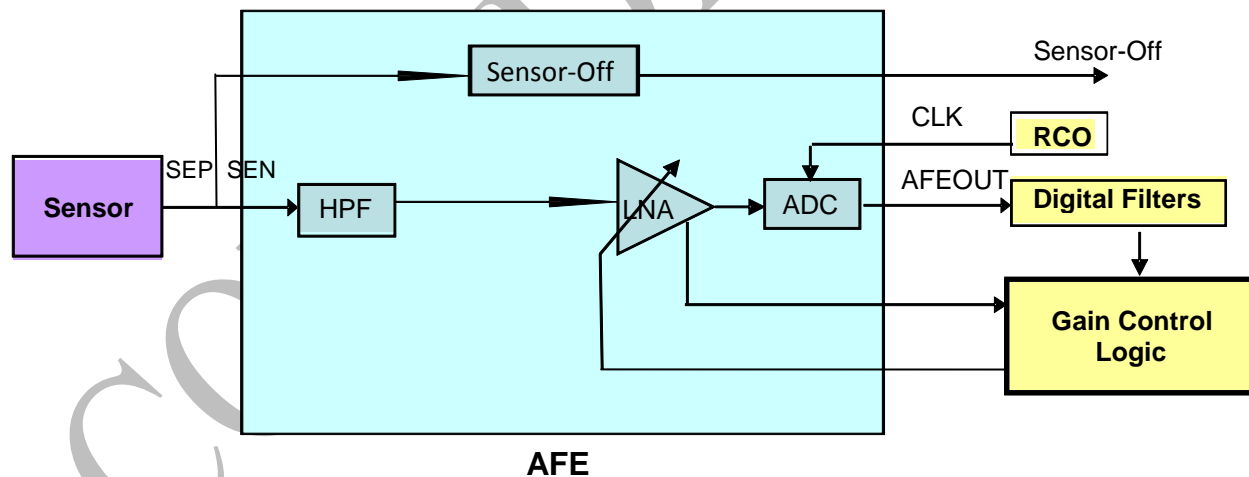 Sensor-Off
Sensor-Off
CLK
RCO
SEP SEN
AFEOUT
Sensor
HPF
LNA
ADC
Digital Filters
Gain Control
Logic
AFE